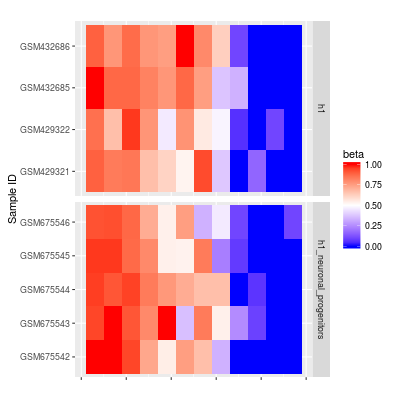 GSM432686
GSM432685
GSM429322
GSM429321
h1
GSM675546
GSM675545
GSM675544
GSM675543
GSM675542
h1_neuronal_progenitors
Sample ID
beta
1.00
0.75
0.50
0.25
0.00